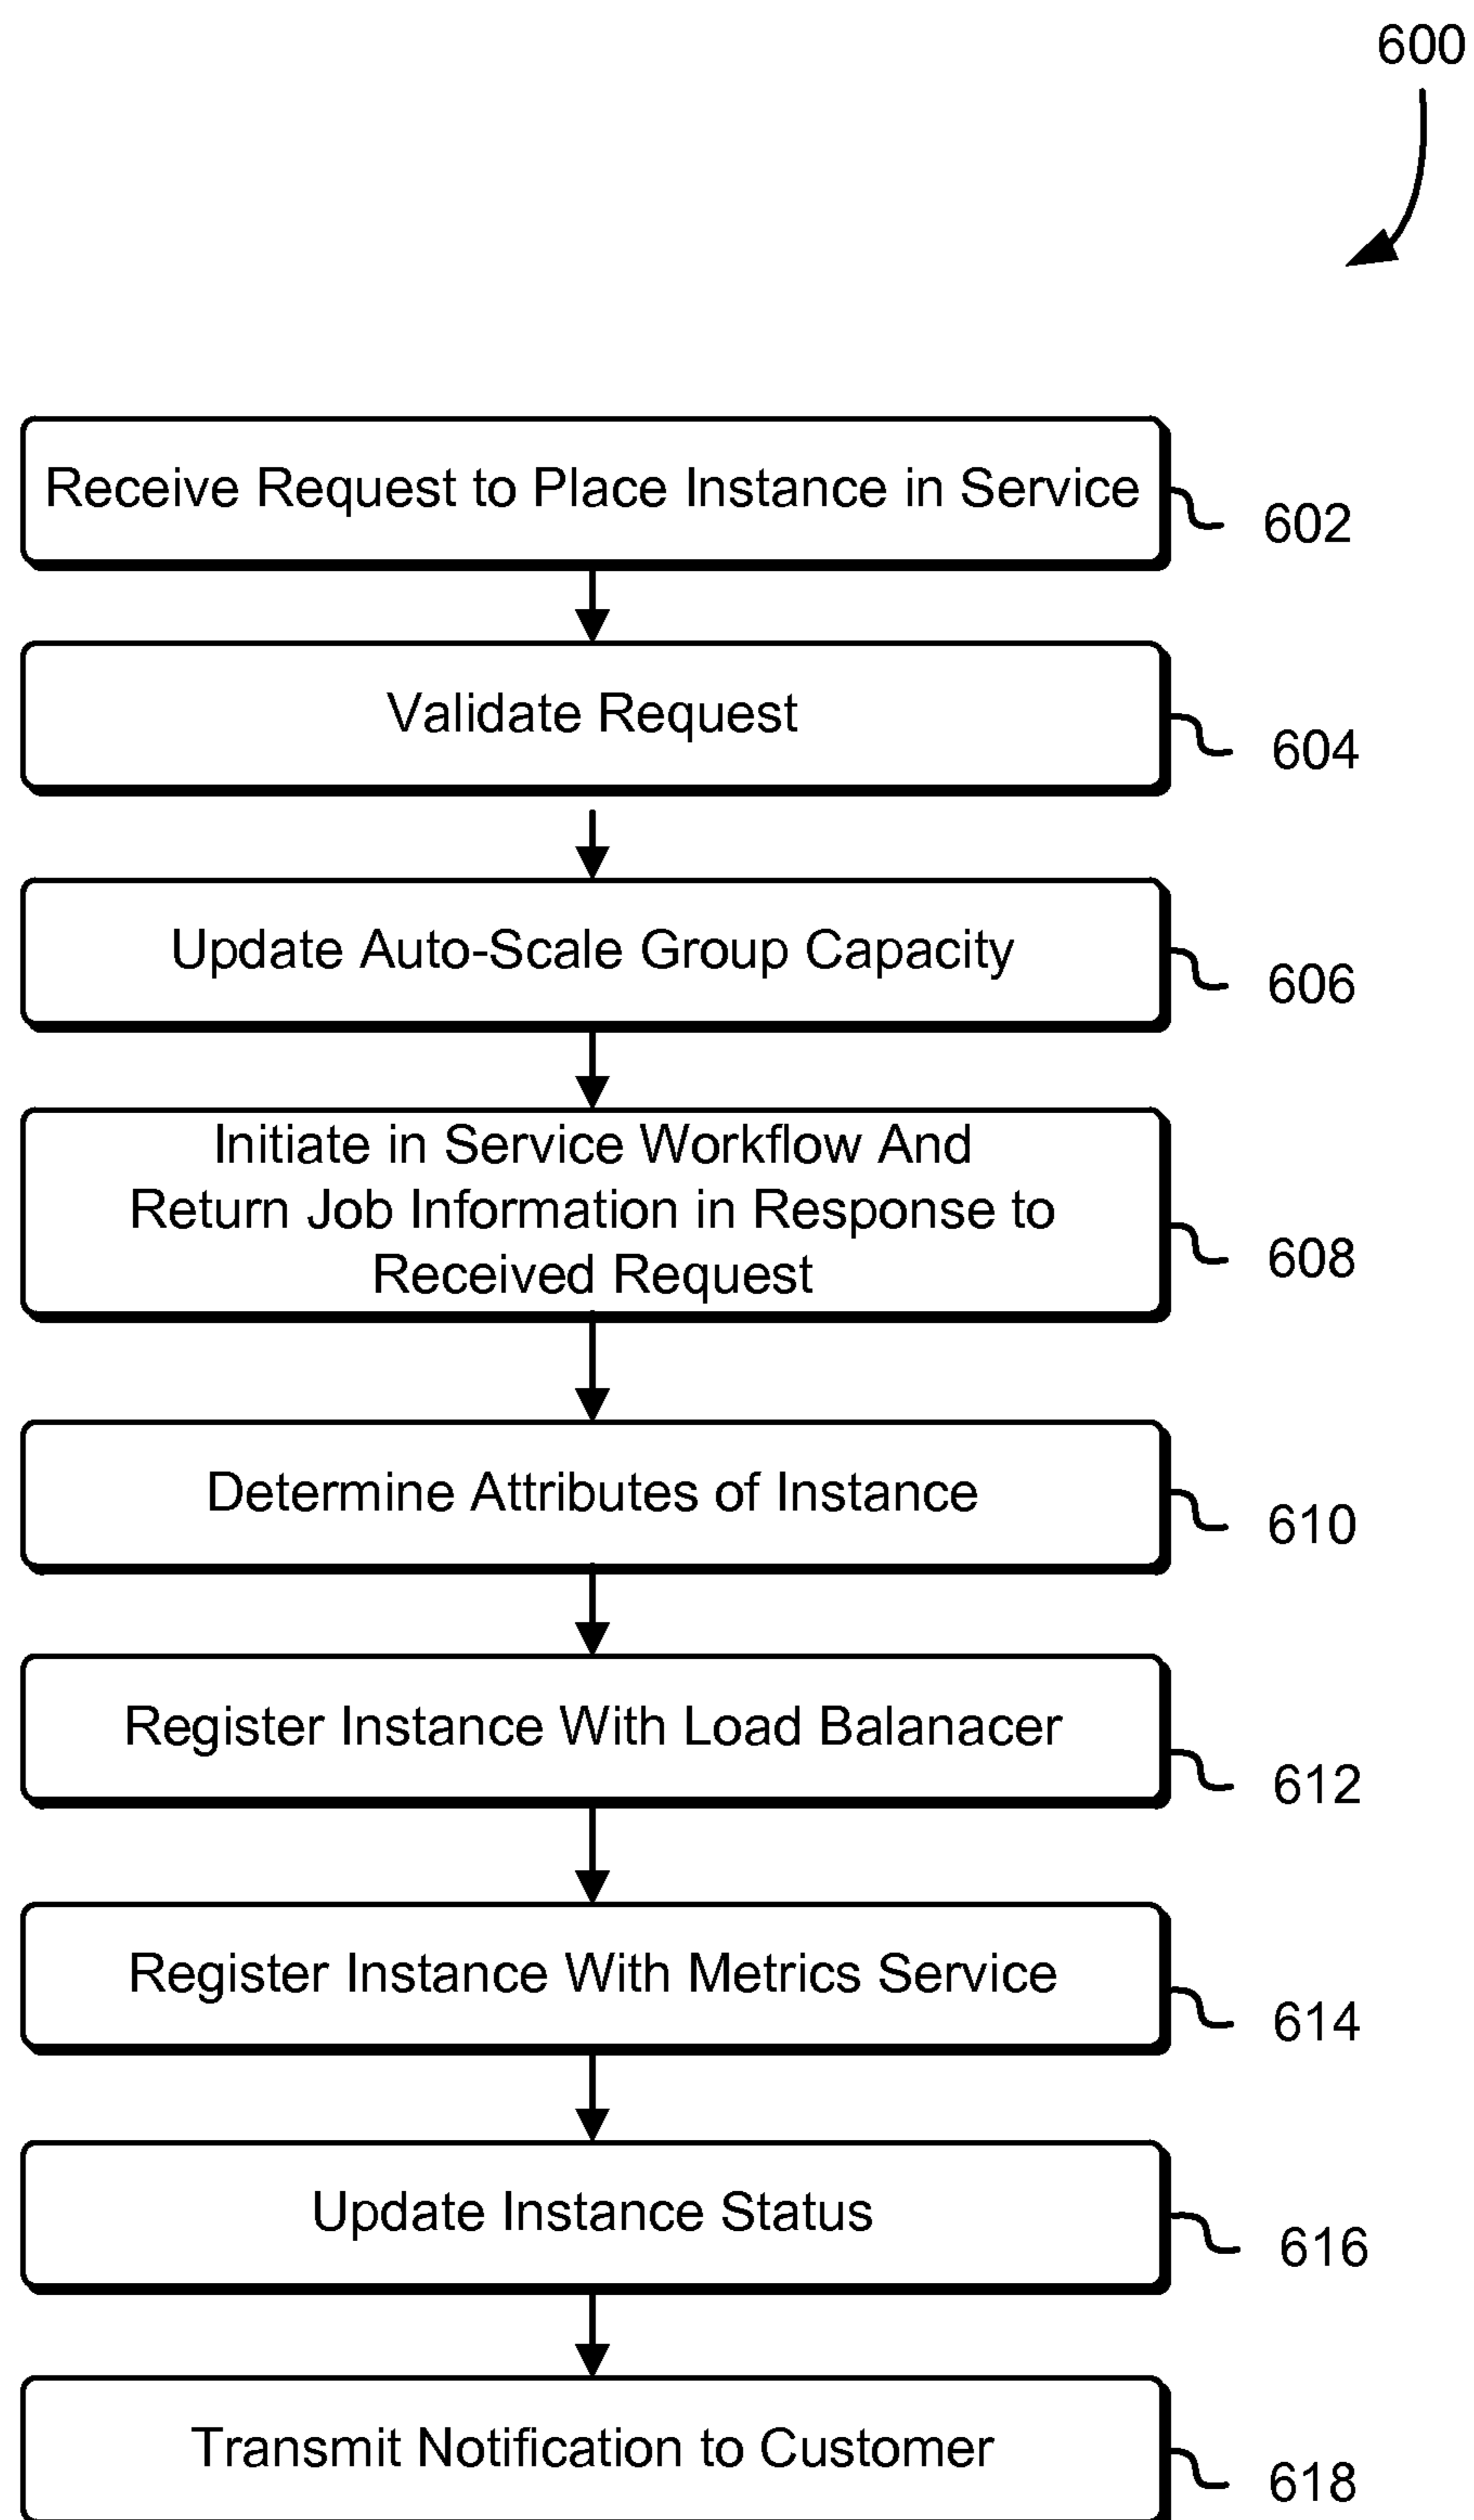 600
Receive Request to Place Instance in Service
602
Validate Request
604
Update Auto-Scale Group Capacity
606
Initiate in Service Workflow And
Return Job Information in Response to
Received Request
608
Determine Attributes of Instance
610
Register Instance With Load Balanacer
612
Register Instance With Metrics Service
614
Update Instance Status
616
Transmit Notification to Customer
618